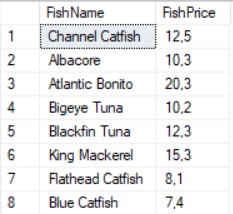 FishName FishPrice
1 Channel Catfish 12,5
2 Albacore 10,3
3 Atlantic Bonito 20,3
4 Bigeye Tuna 10,2
5 Blackfin Tuna 12,3
6 King Mackerel 15,3
7 Flathead Catfish 8,1
8 Blue Catfish 7,4